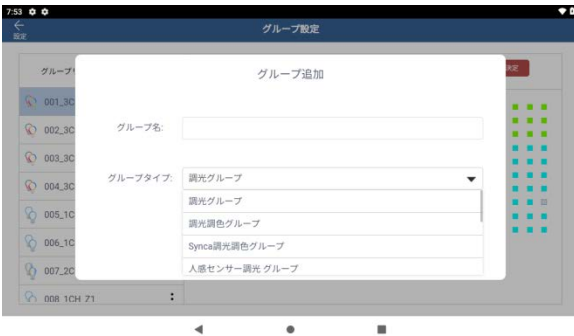 7:53
設定
グループ設定
グループ追加
001_3C
002_3C
グループ名:
003_3C
004_3C
グループタイプ:
調光グループ
調光グループ
005_1C
調光調色グループ
006_1C
Synca調光調色グループ
007_2C
人感センサー調光 グループ
008_1CH_Z1